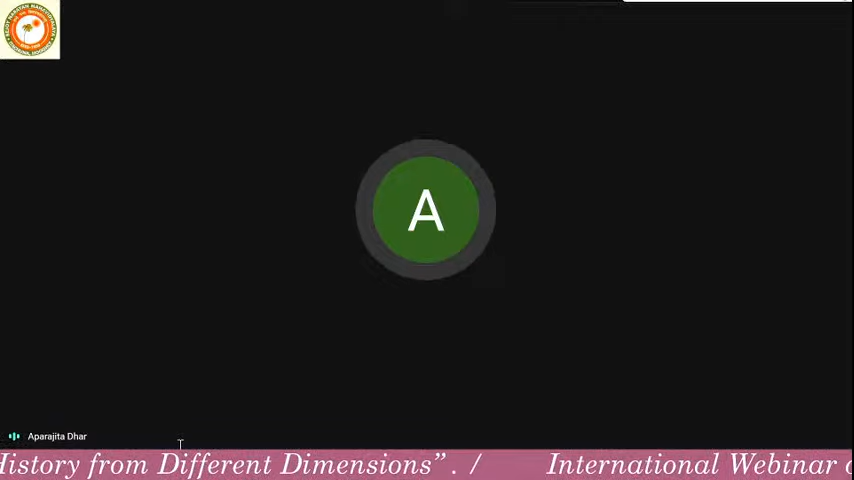 A
Aparajita Dhar
History from Different Dimensions”. / International Webinar